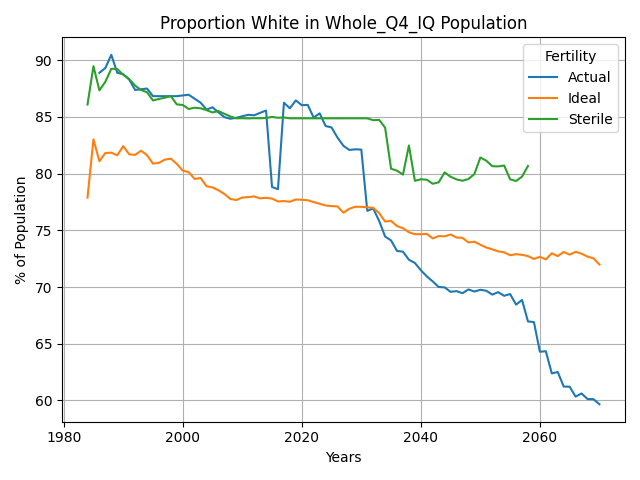 Proportion White in Whole_Q4_IQ Population
Fertility
Actual
Ideal
Sterile
% of Population
90
85
80
75
70
65
60
1980
2000
2020
2040
2060
Years